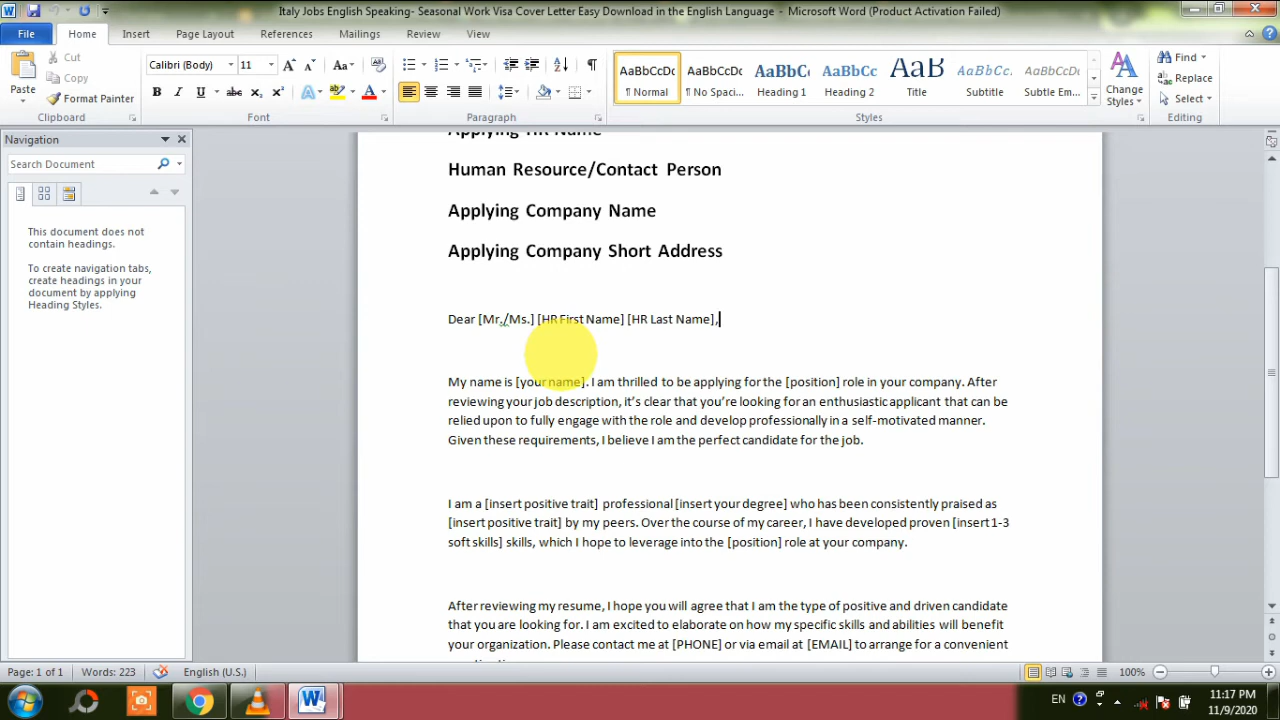 Italy Jobs English Speaking- Seasonal Work Visa Cover Letter Easy Download in the English Language - Microsoft Word (Product Activation Failed)
File Home Insert Page Layout References Mailings Review View
Paste
Cut
Copy
Format Painter
Clipboard
Calibri (Body) 11
Font
Paragraph
AaBbCcDc AaBbCcDc AaBbCc AaBbCc AaB AaBbCcDc AaBbCcDc
¶ Normal ¶ No Spaci... Heading 1 Heading 2 Title Subtitle Subtle Em...
Styles
Change
Styles
Find
Replace
Select
Editing
Navigation
Search Document
This document does not
contain headings.
To create navigation tabs,
create headings in your
document by applying
Heading Styles.
Applying HR Name
Human Resource/Contact Person
Applying Company Name
Applying Company Short Address
Dear [Mr./Ms.] [HR First Name] [HR Last Name],
My name is [your name]. I am thrilled to be applying for the [position] role in your company. After
reviewing your job description, it’s clear that you’re looking for an enthusiastic applicant that can be
relied upon to fully engage with the role and develop professionally in a self-motivated manner.
Given these requirements, I believe I am the perfect candidate for the job.
I am a [insert positive trait] professional [insert your degree] who has been consistently praised as
[insert positive trait] by my peers. Over the course of my career, I have developed proven [insert 1-3
soft skills] skills, which I hope to leverage into the [position] role at your company.
After reviewing my resume, I hope you will agree that I am the type of positive and driven candidate
that you are looking for. I am excited to elaborate on how my specific skills and abilities will benefit
your organization. Please contact me at [PHONE] or via email at [EMAIL] to arrange for a convenient
Page: 1 of 1 Words: 223 English (U.S.) 100%
EN 11:17 PM
11/9/2020